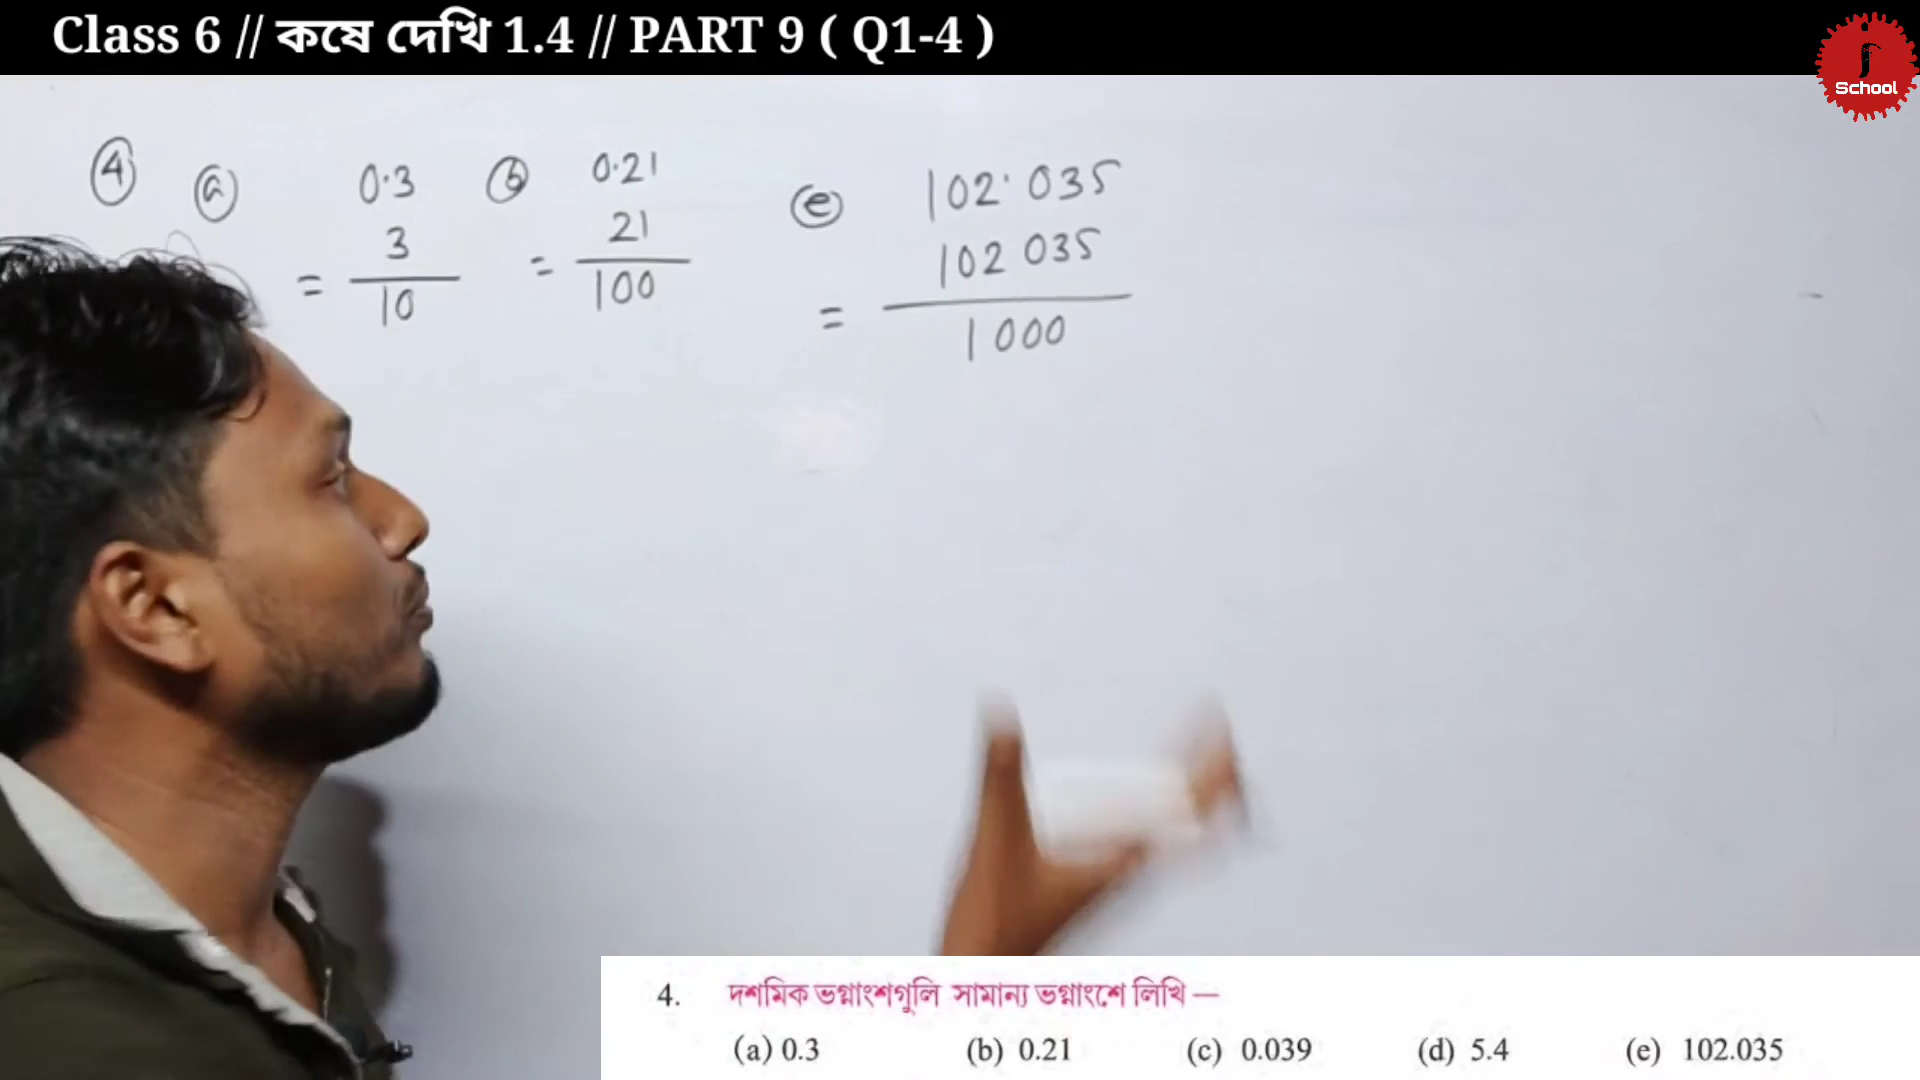 Class 6 // কষে দেখি 1.4 // PART 9 ( Q1-4 )
School
4 a 0.3
= 3/10
b 0.21
= 21/100
e 102.035
= 102035/1000
4. দশমিক ভগ্নাংশগুলি সামান্য ভগ্নাংশে লিখি —
(a) 0.3 (b) 0.21 (c) 0.039 (d) 5.4 (e) 102.035